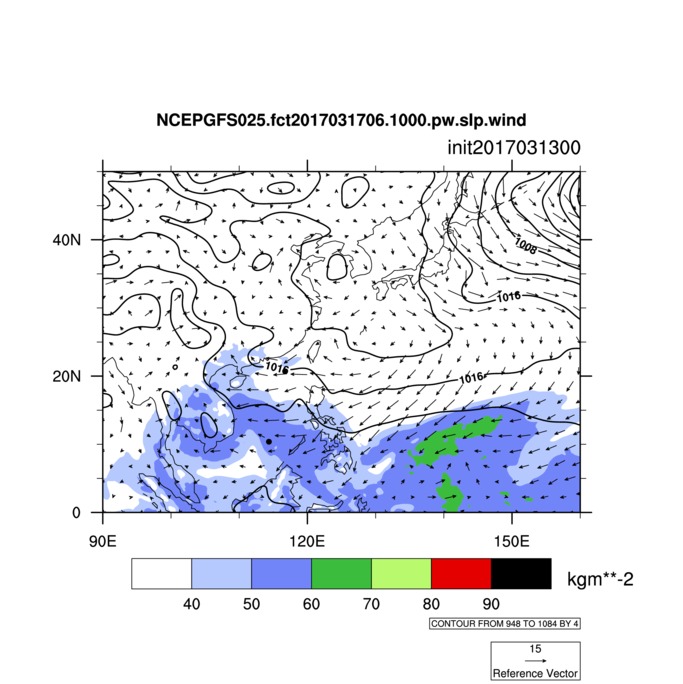 NCEPGFS025.fct2017031706.1000.pw.slp.wind
init2017031300
1008
40N
1016
1016
20N
1016
0
90E 120E 150E
kgm**-2
40 50 60 70 80 90
CONTOUR FROM 948 TO 1084 BY 4
15
Reference Vector